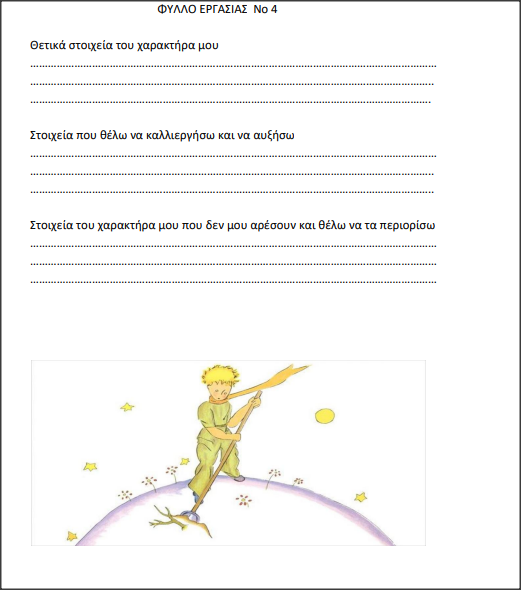 ΦΥΛΛΟ ΕΡΓΑΣΙΑΣ Νο 4
Θετικά στοιχεία του χαρακτήρα μου
………………………………………………………………………………………………………
……………………………………………………………………………………………………..
…………………………………………………………………………………………………….
Στοιχεία που θέλω να καλλιεργήσω και να αυξήσω
………………………………………………………………………………………………………
……………………………………………………………………………………………………..
……………………………………………………………………………………………………..
Στοιχεία του χαρακτήρα μου που δεν μου αρέσουν και θέλω να τα περιορίσω
………………………………………………………………………………………………………
………………………………………………………………………………………………………
………………………………………………………………………………………………………